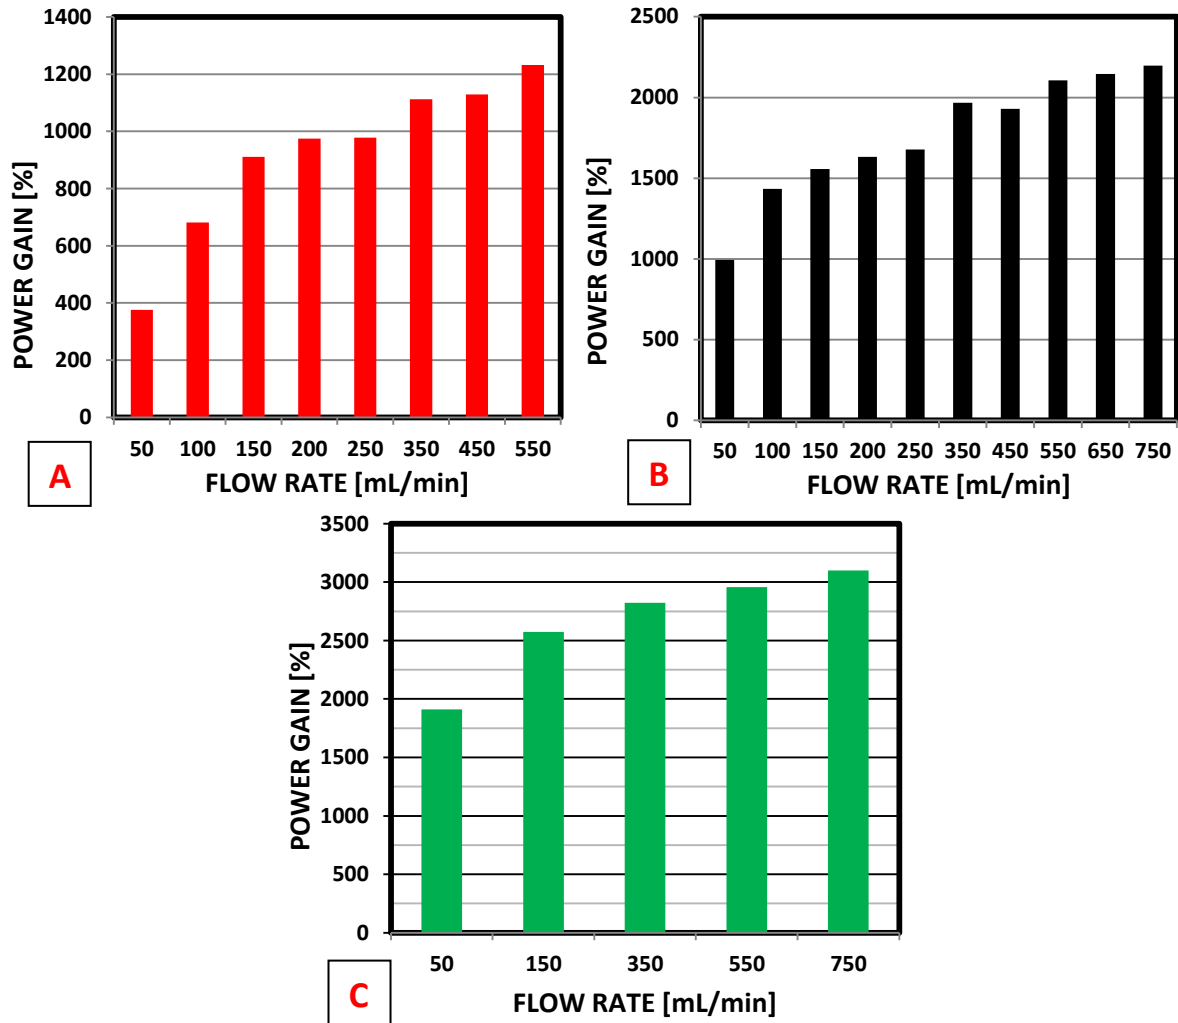 POWER GAIN [%]
1400
1200
1000
800
600
400
200
0
50 100 150 200 250 350 450 550
FLOW RATE [mL/min]
A
POWER GAIN [%]
2500
2000
1500
1000
500
0
50 100 150 200 250 350 450 550 650 750
FLOW RATE [mL/min]
B
POWER GAIN [%]
3500
3000
2500
2000
1500
1000
500
0
50 150 350 550 750
FLOW RATE [mL/min]
C